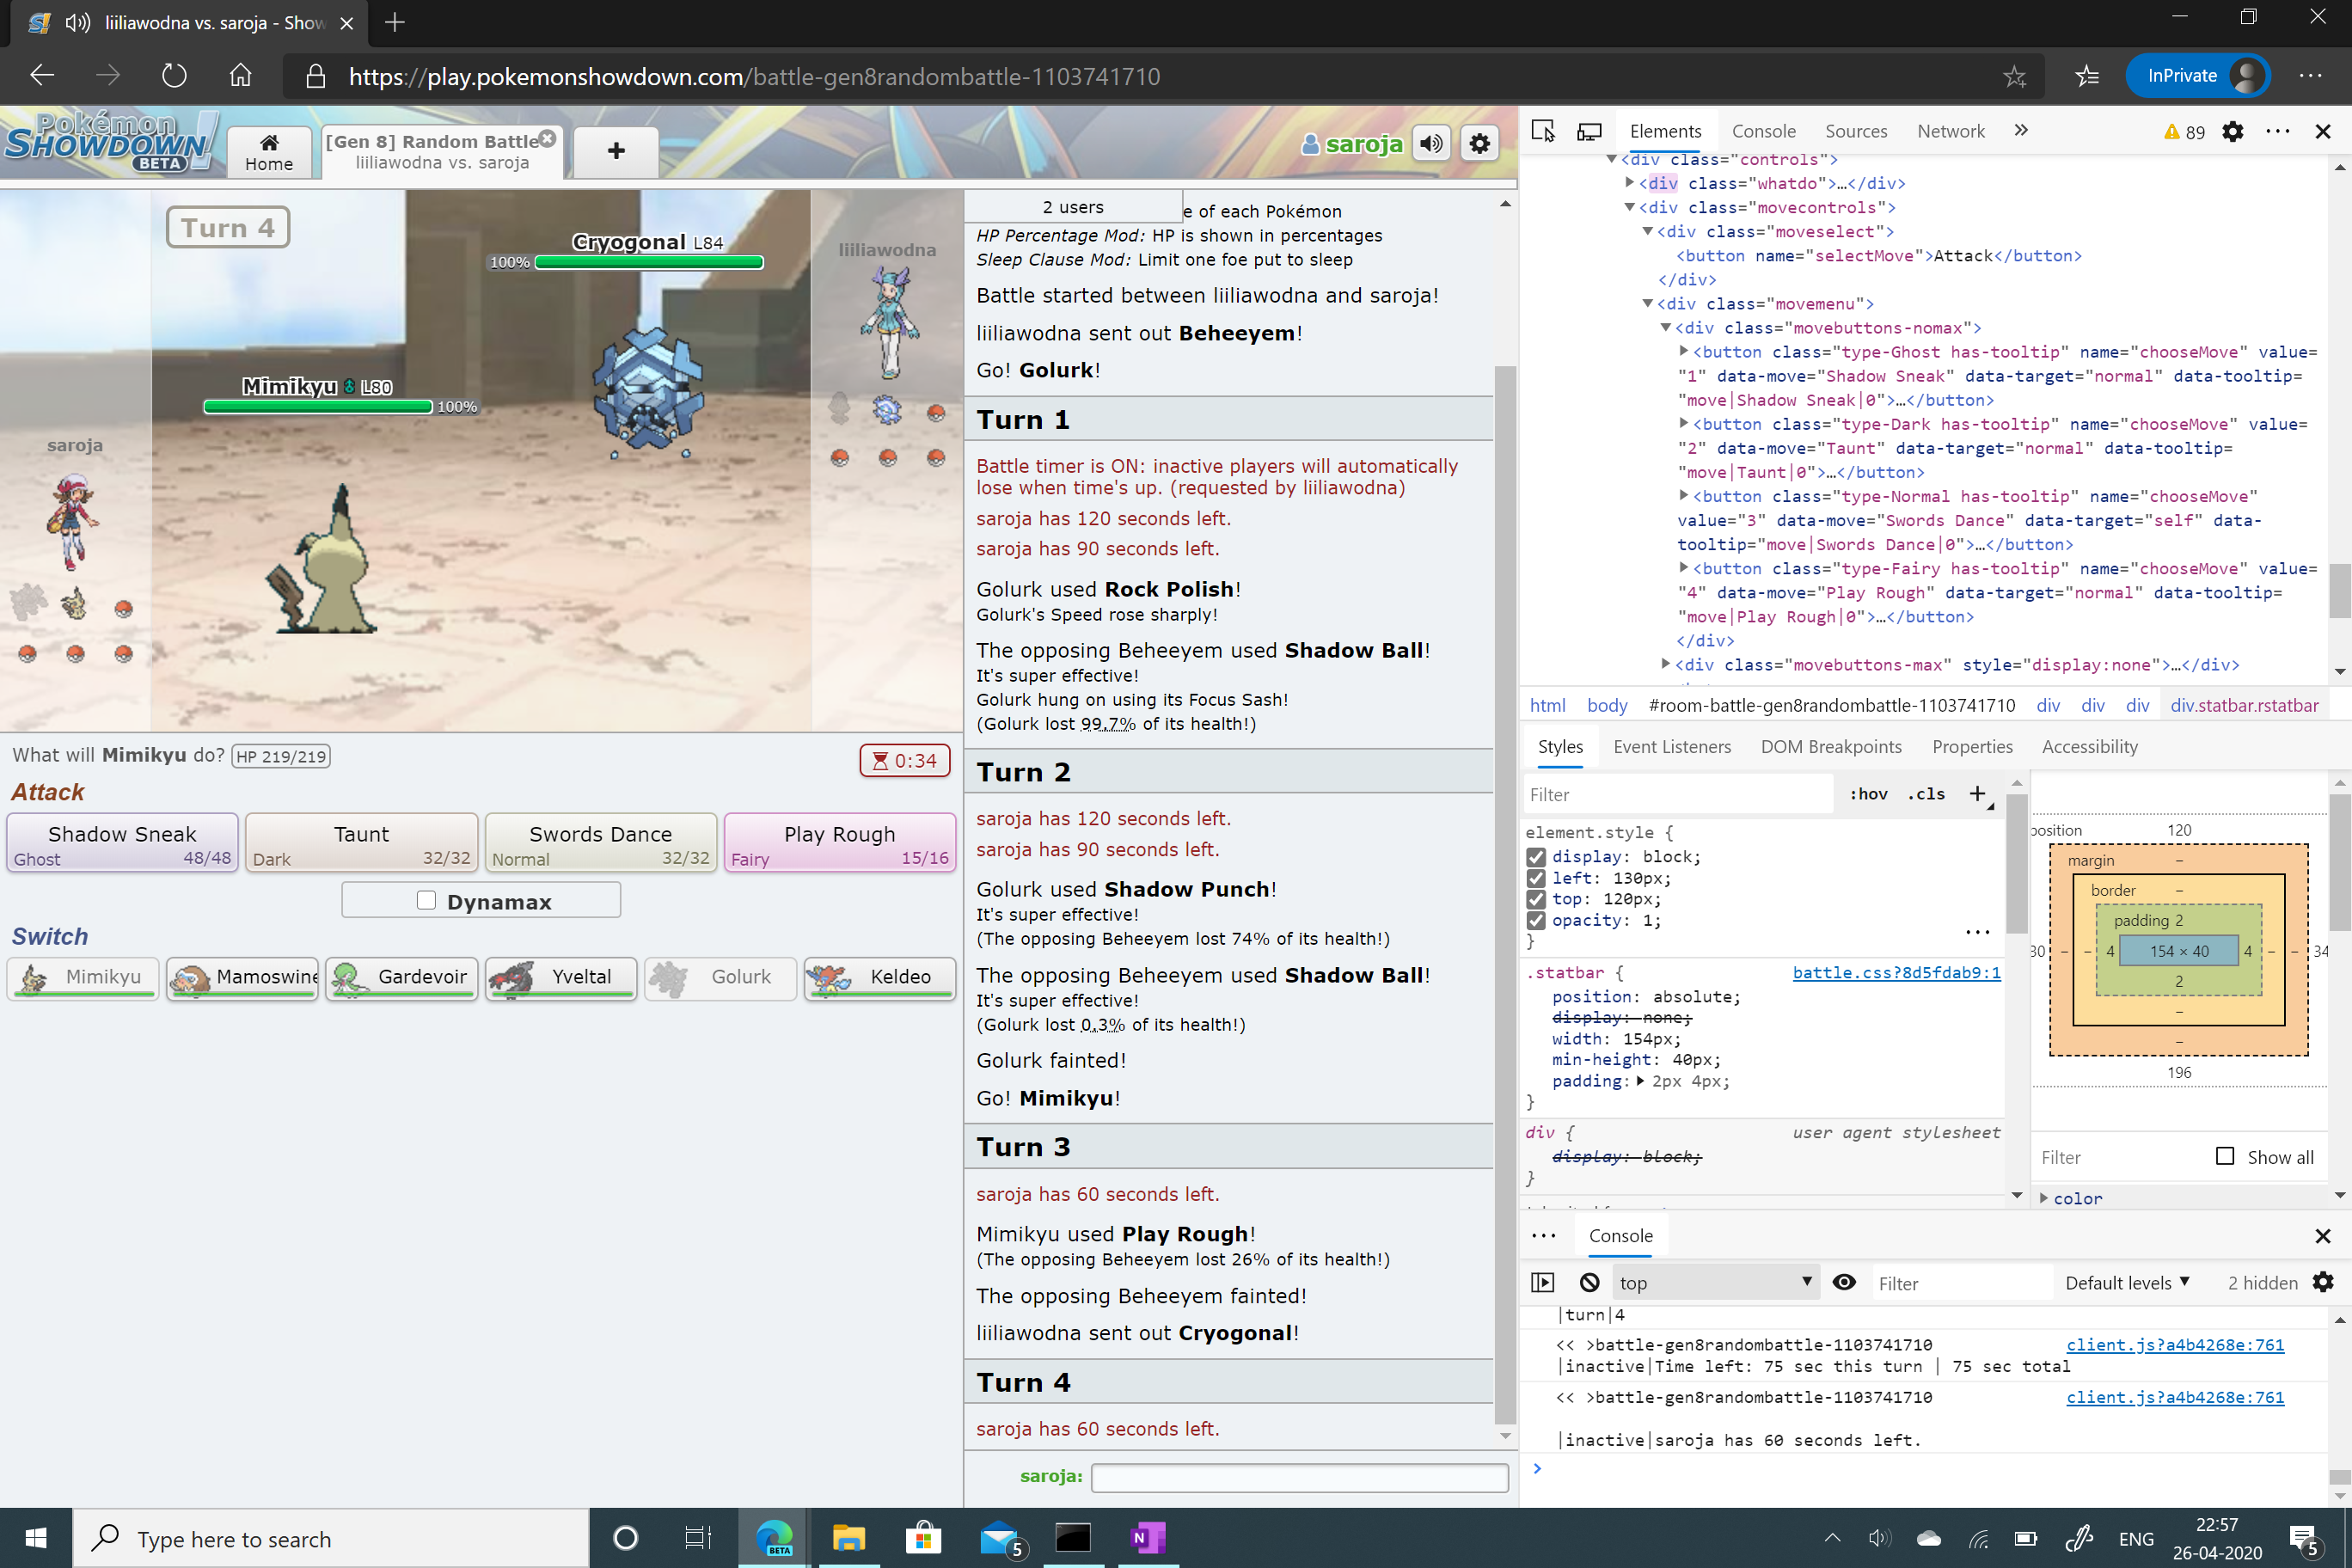 liiliawodna vs. saroja - Show
https://play.pokemonshowdown.com/battle-gen8randombattle-1103741710
InPrivate
Pokémon
SHOWDOWN!
BETA
Home
[Gen 8] Random Battle
liiliawodna vs. saroja
saroja
Turn 4
Cryogonal L84
100%
Mimikyu L80
100%
liiliawodna
saroja
What will Mimikyu do? HP 219/219
0:34
Attack
Shadow Sneak
Ghost 48/48
Taunt
Dark 32/32
Swords Dance
Normal 32/32
Play Rough
Fairy 15/16
Dynamax
Switch
Mimikyu
Mamoswine
Gardevoir
Yveltal
Golurk
Keldeo
2 users
e of each Pokémon
HP Percentage Mod: HP is shown in percentages
Sleep Clause Mod: Limit one foe put to sleep
Battle started between liiliawodna and saroja!
liiliawodna sent out Beheeyem!
Go! Golurk!
Turn 1
Battle timer is ON: inactive players will automatically
lose when time's up. (requested by liiliawodna)
saroja has 120 seconds left.
saroja has 90 seconds left.
Golurk used Rock Polish!
Golurk's Speed rose sharply!
The opposing Beheeyem used Shadow Ball!
It's super effective!
Golurk hung on using its Focus Sash!
(Golurk lost 99.7% of its health!)
Turn 2
saroja has 120 seconds left.
saroja has 90 seconds left.
Golurk used Shadow Punch!
It's super effective!
(The opposing Beheeyem lost 74% of its health!)
The opposing Beheeyem used Shadow Ball!
It's super effective!
(Golurk lost 0.3% of its health!)
Golurk fainted!
Go! Mimikyu!
Turn 3
saroja has 60 seconds left.
Mimikyu used Play Rough!
(The opposing Beheeyem lost 26% of its health!)
The opposing Beheeyem fainted!
liiliawodna sent out Cryogonal!
Turn 4
saroja has 60 seconds left.
saroja:
Elements
Console
Sources
Network
89
<div class="controls">
<div class="whatdo">…</div>
<div class="movecontrols">
<div class="moveselect">
<button name="selectMove">Attack</button>
</div>
<div class="movemenu">
<div class="movebuttons-nomax">
<button class="type-Ghost has-tooltip" name="chooseMove" value=
"1" data-move="Shadow Sneak" data-target="normal" data-tooltip=
"move|Shadow Sneak|0">…</button>
<button class="type-Dark has-tooltip" name="chooseMove" value=
"2" data-move="Taunt" data-target="normal" data-tooltip=
"move|Taunt|0">…</button>
<button class="type-Normal has-tooltip" name="chooseMove"
value="3" data-move="Swords Dance" data-target="self" data-
tooltip="move|Swords Dance|0">…</button>
<button class="type-Fairy has-tooltip" name="chooseMove" value=
"4" data-move="Play Rough" data-target="normal" data-tooltip=
"move|Play Rough|0">…</button>
</div>
<div class="movebuttons-max" style="display:none">…</div>
html body #room-battle-gen8randombattle-1103741710 div div div div.statbar.rstatbar
Styles
Event Listeners
DOM Breakpoints
Properties
Accessibility
Filter
:hov .cls
element.style {
display: block;
left: 130px;
top: 120px;
opacity: 1;
}
.statbar { battle.css?8d5fdab9:1
position: absolute;
display: none;
width: 154px;
min-height: 40px;
padding: 2px 4px;
}
div { user agent stylesheet
display: block;
}
position 120
margin –
border –
padding 2
30 – – 4 154 × 40 4 – – 34
2
–
–
196
Filter Show all
color
Console
top
Filter
Default levels
2 hidden
|turn|4
<< >battle-gen8randombattle-1103741710 client.js?a4b4268e:761
|inactive|Time left: 75 sec this turn | 75 sec total
<< >battle-gen8randombattle-1103741710 client.js?a4b4268e:761
|inactive|saroja has 60 seconds left.
Type here to search
BETA
5
N
ENG
22:57
26-04-2020
5